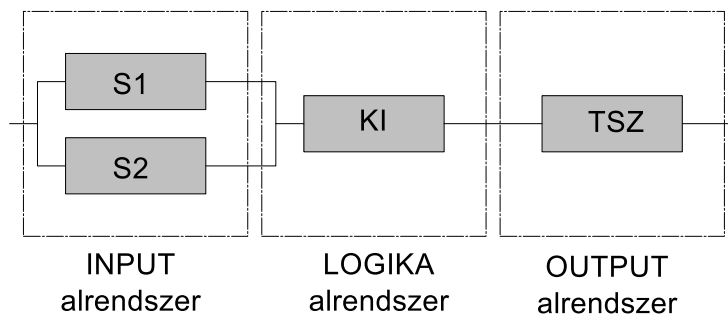 S1
S2
KI
TSZ
INPUT
alrendszer
LOGIKA
alrendszer
OUTPUT
alrendszer